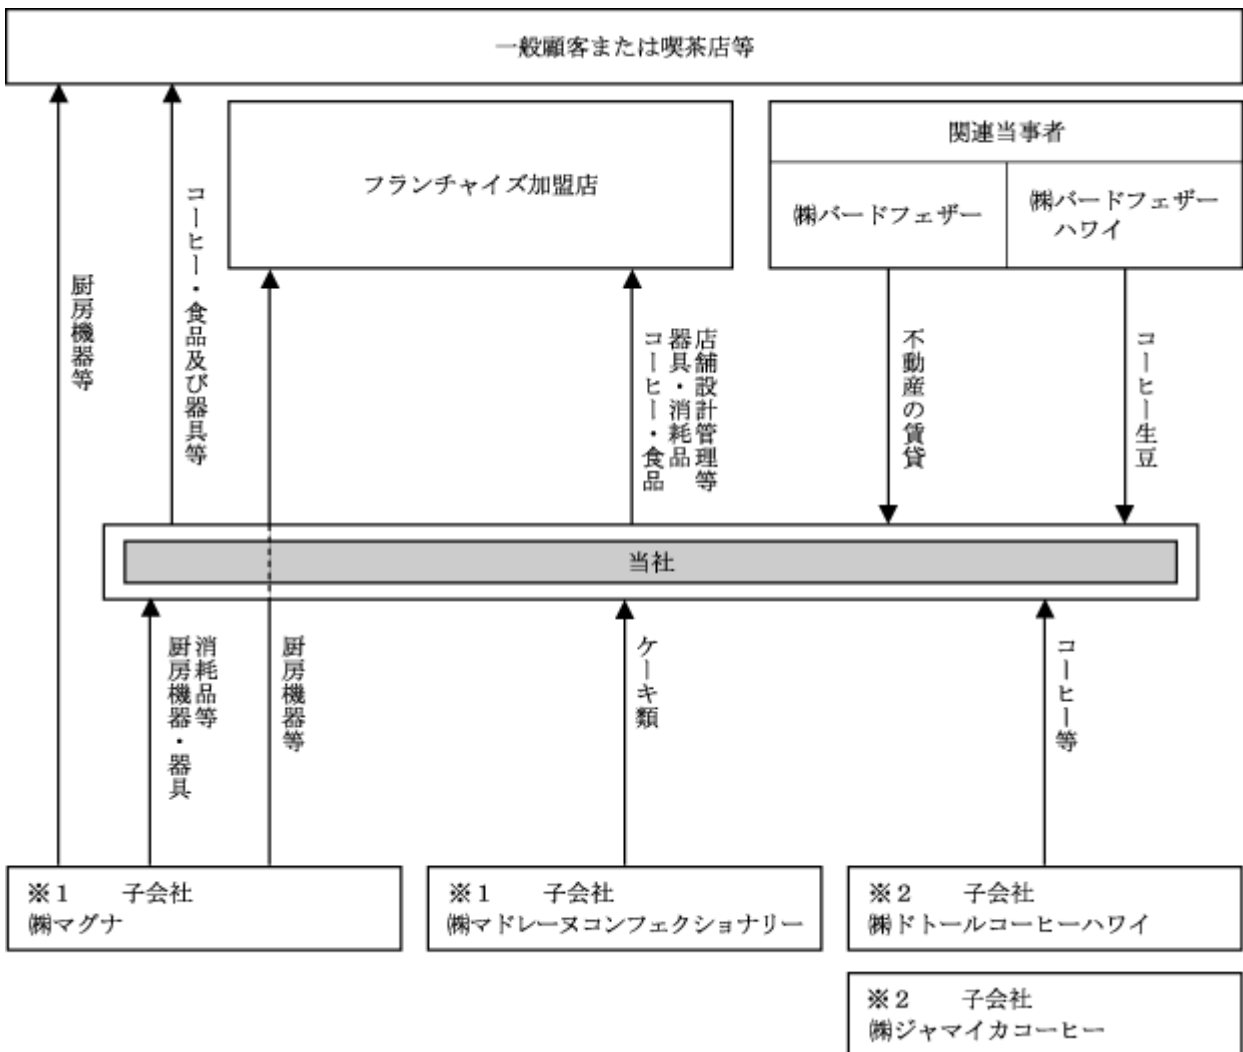 一般顧客または喫茶店等
フランチャイズ加盟店
関連当事者
㈱バードフェザー
㈱バードフェザー
ハワイ
厨房機器等
コーヒー・食品及び器具等
店舗設計管理等
器具・消耗品
コーヒー・食品
不動産の賃貸
コーヒー生豆
当社
消耗品等
厨房機器・器具
厨房機器等
ケーキ類
コーヒー等
※1 子会社
㈱マグナ
※1 子会社
㈱マドレーヌコンフェクショナリー
※2 子会社
㈱ドトールコーヒーハワイ
※2 子会社
㈱ジャマイカコーヒー